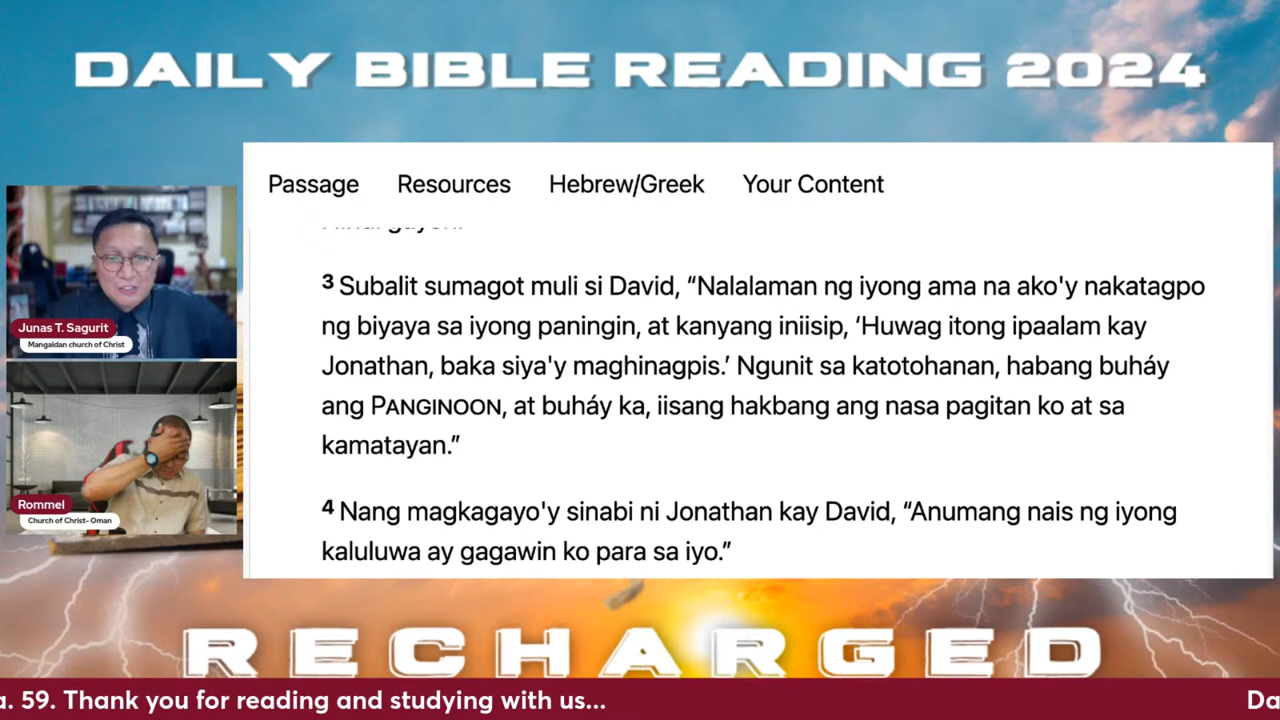 DAILY BIBLE READING 2024
Passage Resources Hebrew/Greek Your Content
3 Subalit sumagot muli si David, “Nalalaman ng iyong ama na ako'y nakatagpo
ng biyaya sa iyong paningin, at kanyang iniisip, ‘Huwag itong ipaalam kay
Jonathan, baka siya'y maghinagpis.’ Ngunit sa katotohanan, habang buháy
ang PANGINOON, at buháy ka, iisang hakbang ang nasa pagitan ko at sa
kamatayan.”
4 Nang magkagayo'y sinabi ni Jonathan kay David, “Anumang nais ng iyong
kaluluwa ay gagawin ko para sa iyo.”
Junas T. Sagurit
Mangaldan church of Christ
Rommel
Church of Christ- Oman
RECHARGED
59. Thank you for reading and studying with us...